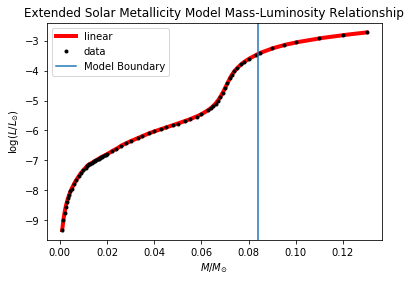 Extended Solar Metallicity Model Mass-Luminosity Relationship
linear
data
Model Boundary
log(L/L⊙)
−3
−4
−5
−6
−7
−8
−9
0.00 0.02 0.04 0.06 0.08 0.10 0.12
M/M⊙